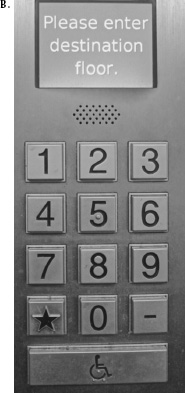 B.
Please enter
destination
floor.
1 2 3
4 5 6
7 8 9
★ 0 -